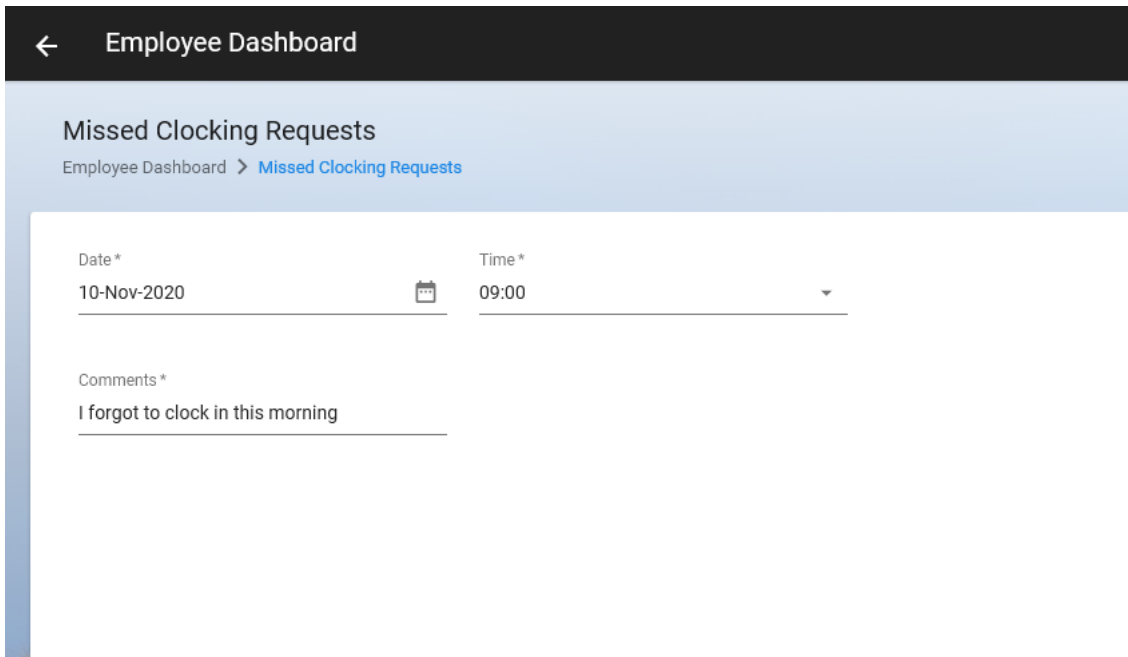 Employee Dashboard
Missed Clocking Requests
Employee Dashboard > Missed Clocking Requests
Date * Time *
10-Nov-2020 09:00
Comments *
I forgot to clock in this morning